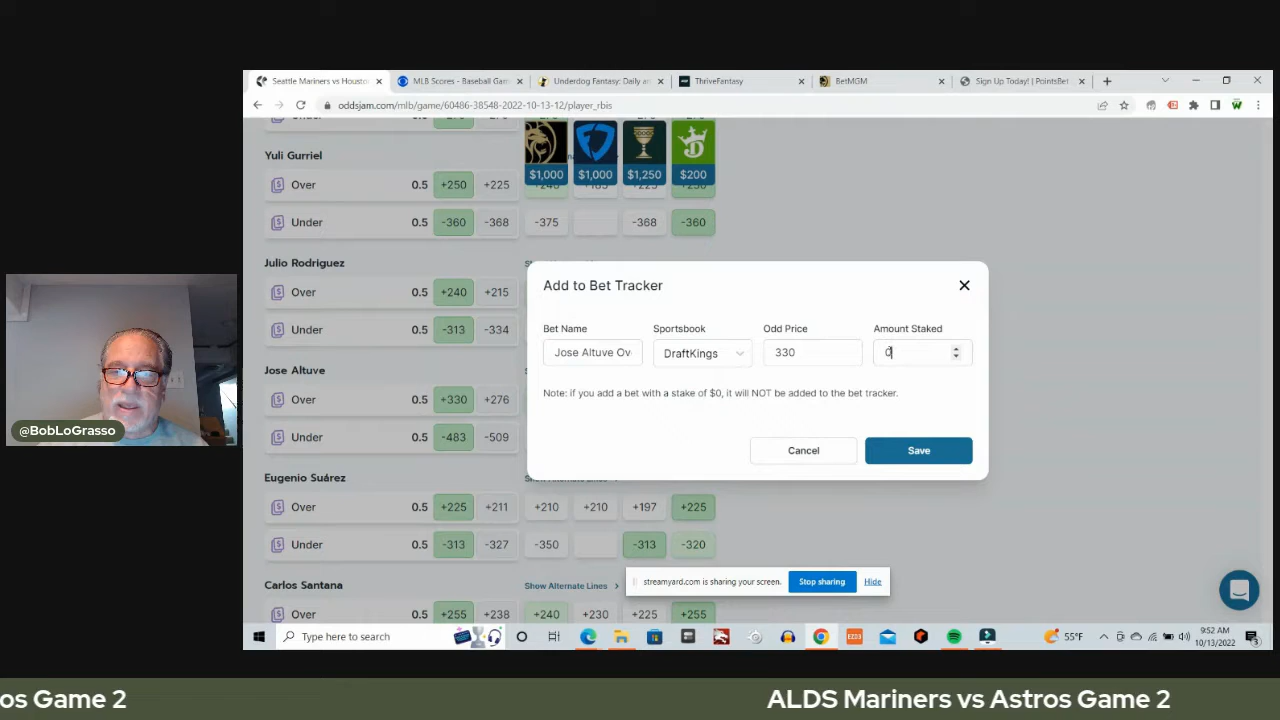 Seattle Mariners vs Housto
MLB Scores - Baseball Gam
Underdog Fantasy: Daily an
ThriveFantasy
BetMGM
Sign Up Today! | PointsBet
oddsjam.com/mlb/game/60486-38548-2022-10-13-12/player_rbis
Yuli Gurriel
$1,000 $1,000 $1,250 $200
Over 0.5 +250 +225
Under 0.5 -360 -368 -375 -368 -360
Julio Rodriguez
Over 0.5 +240 +215
Under 0.5 -313 -334
Jose Altuve
Over 0.5 +330 +276
Under 0.5 -483 -509
Add to Bet Tracker
Bet Name Sportsbook Odd Price Amount Staked
Jose Altuve Ov DraftKings 330 0
Note: if you add a bet with a stake of $0, it will NOT be added to the bet tracker.
Cancel Save
Eugenio Suárez
Over 0.5 +225 +211 +210 +210 +197 +225
Under 0.5 -313 -327 -350 -313 -320
Carlos Santana Show Alternate Lines
Over 0.5 +255 +238 +240 +230 +225 +255
streamyard.com is sharing your screen. Stop sharing Hide
Type here to search
55°F
9:52 AM
10/13/2022
@BobLoGrasso
os Game 2
ALDS Mariners vs Astros Game 2